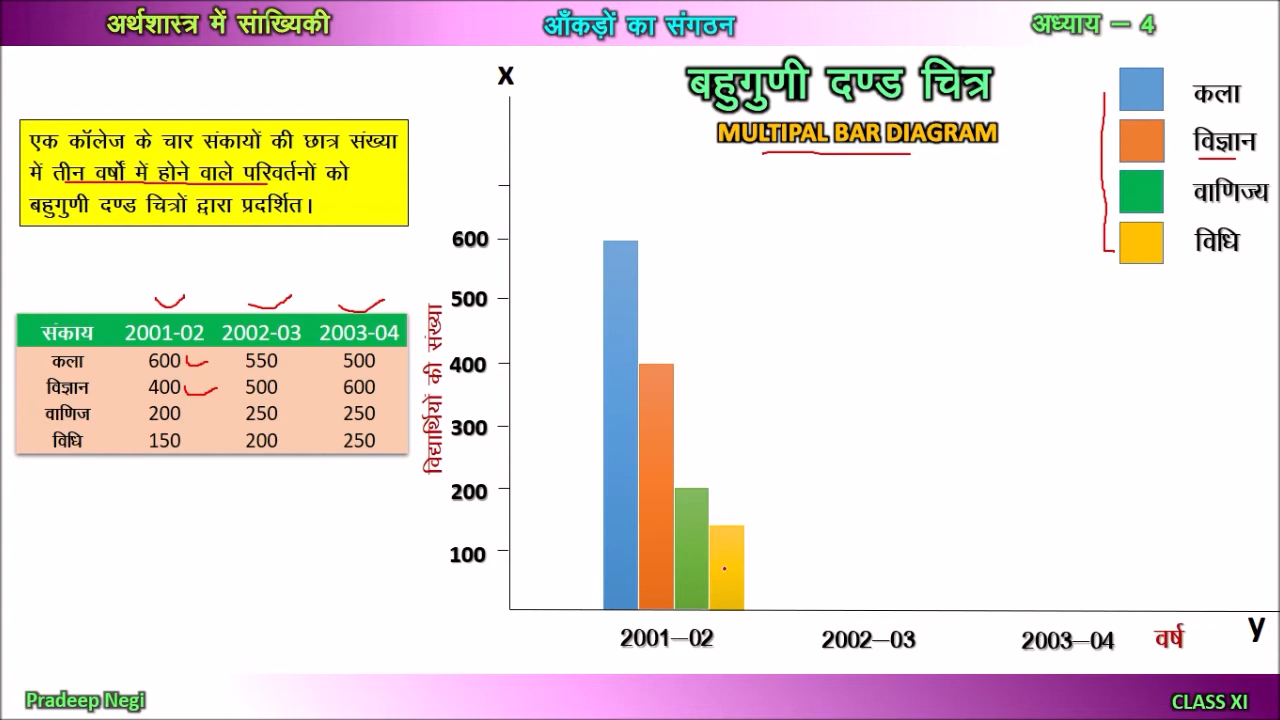 अर्थशास्त्र में सांख्यिकी
आँकड़ों का संगठन
अध्याय – 4
x
बहुगुणी दण्ड चित्र
MULTIPAL BAR DIAGRAM
कला
विज्ञान
वाणिज्य
विधि
एक कॉलेज के चार संकायों की छात्र संख्या
में तीन वर्षों में होने वाले परिवर्तनों को
बहुगुणी दण्ड चित्रों द्वारा प्रदर्शित।
संकाय 2001-02 2002-03 2003-04
कला 600 550 500
विज्ञान 400 500 600
वाणिज 200 250 250
विधि 150 200 250
विद्यार्थियों की संख्या
600
500
400
300
200
100
2001–02 2002–03 2003–04 वर्ष y
Pradeep Negi
CLASS XI